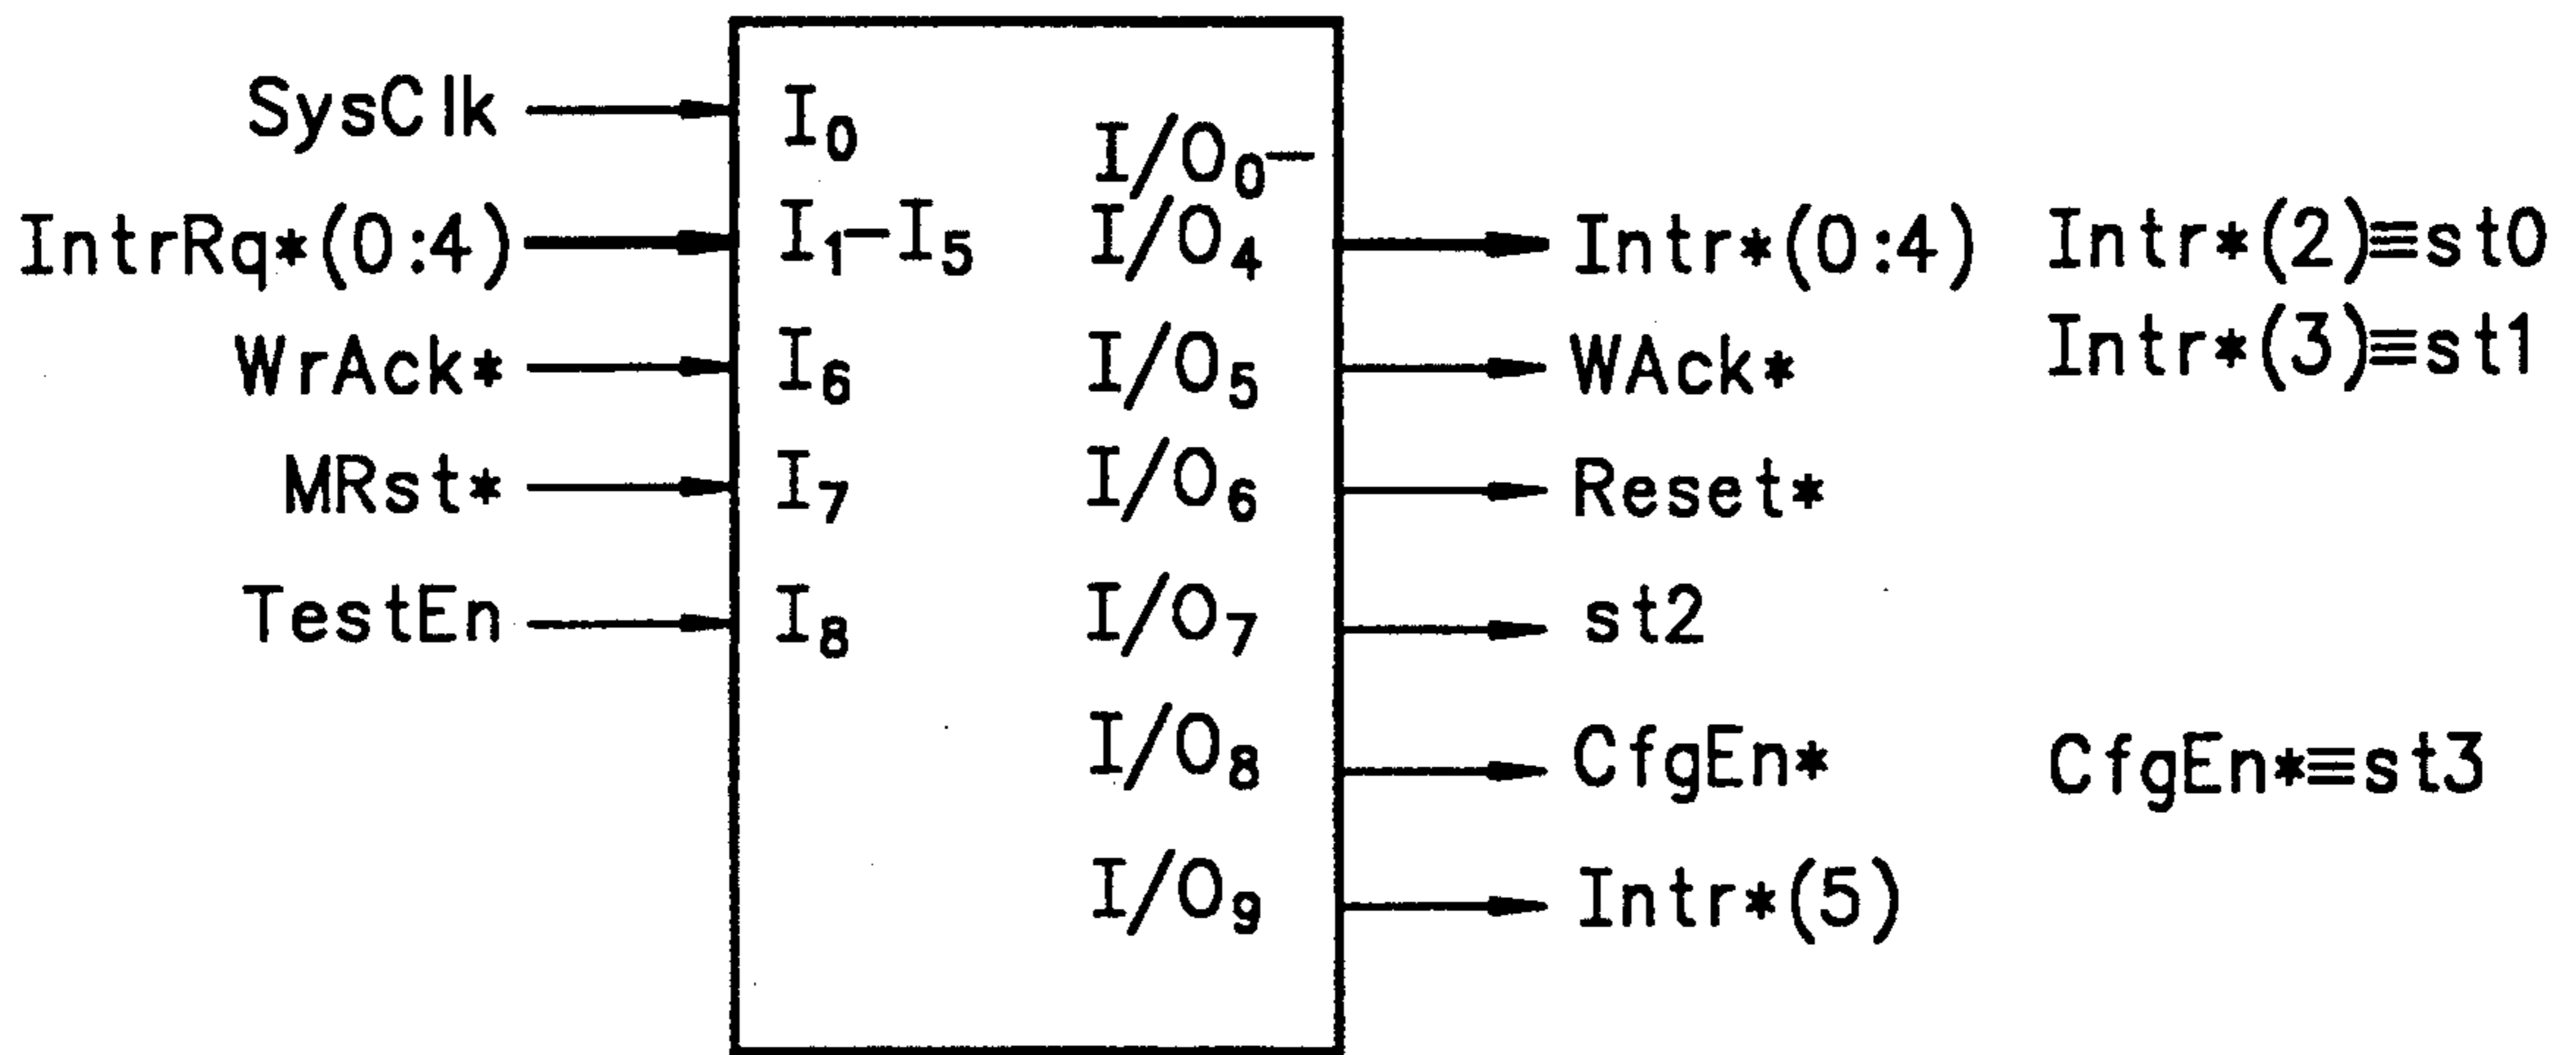 SysClk I₀ I/O₀–
IntrRq*(0:4) I₁–I₅ I/O₄ Intr*(0:4) Intr*(2)≡st0
WrAck* I₆ I/O₅ WAck* Intr*(3)≡st1
MRst* I₇ I/O₆ Reset*
TestEn I₈ I/O₇ st2
I/O₈ CfgEn* CfgEn*≡st3
I/O₉ Intr*(5)